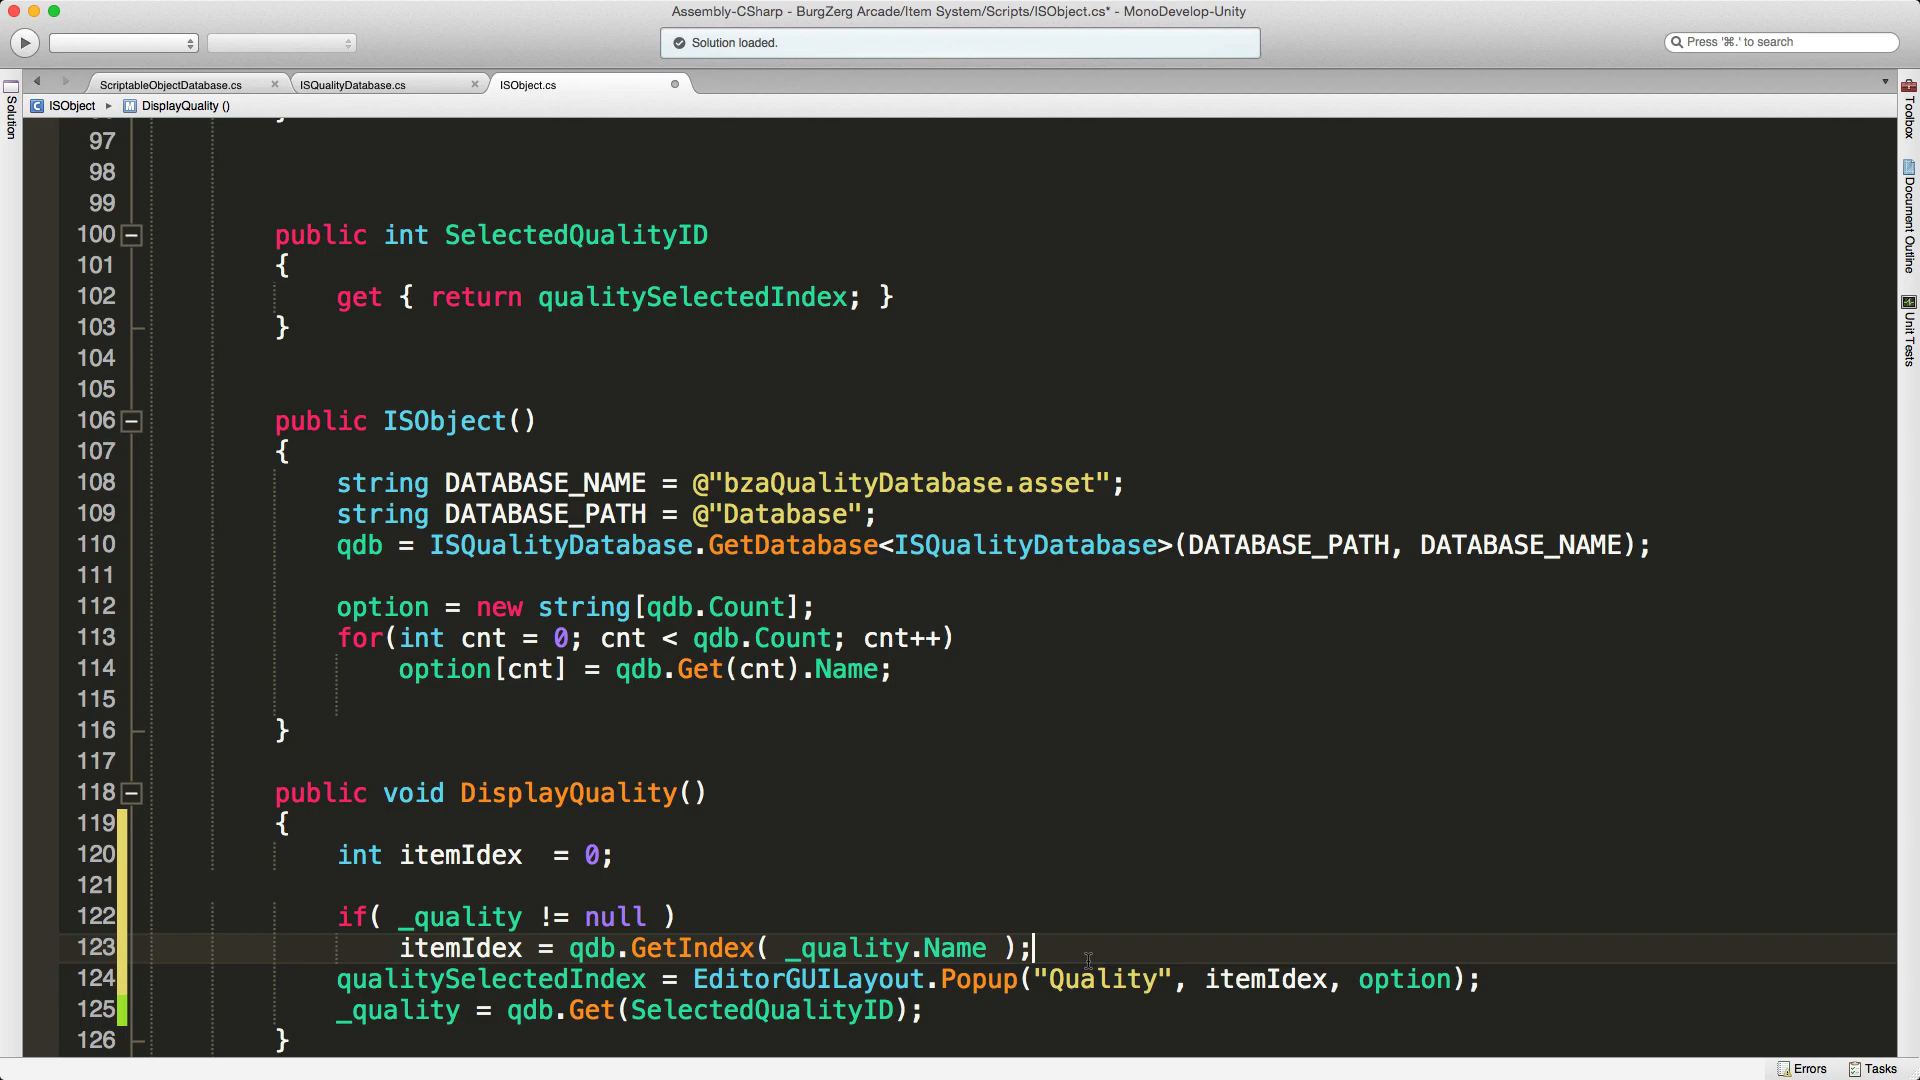 Assembly-CSharp - BurgZerg Arcade/Item System/Scripts/ISObject.cs* - MonoDevelop-Unity
Solution loaded.
Press '⌘.' to search
ScriptableObjectDatabase.cs
ISQualityDatabase.cs
ISObject.cs
ISObject
DisplayQuality ()
Solution
Toolbox
Document Outline
Unit Tests
97
98
99
100 public int SelectedQualityID
101 {
102 get { return qualitySelectedIndex; }
103 }
104
105
106 public ISObject()
107 {
108 string DATABASE_NAME = @"bzaQualityDatabase.asset";
109 string DATABASE_PATH = @"Database";
110 qdb = ISQualityDatabase.GetDatabase<ISQualityDatabase>(DATABASE_PATH, DATABASE_NAME);
111
112 option = new string[qdb.Count];
113 for(int cnt = 0; cnt < qdb.Count; cnt++)
114 option[cnt] = qdb.Get(cnt).Name;
115
116 }
117
118 public void DisplayQuality()
119 {
120 int itemIdex  = 0;
121
122 if( _quality != null )
123 itemIdex = qdb.GetIndex( _quality.Name );
124 qualitySelectedIndex = EditorGUILayout.Popup("Quality", itemIdex, option);
125 _quality = qdb.Get(SelectedQualityID);
126 }
Errors
Tasks